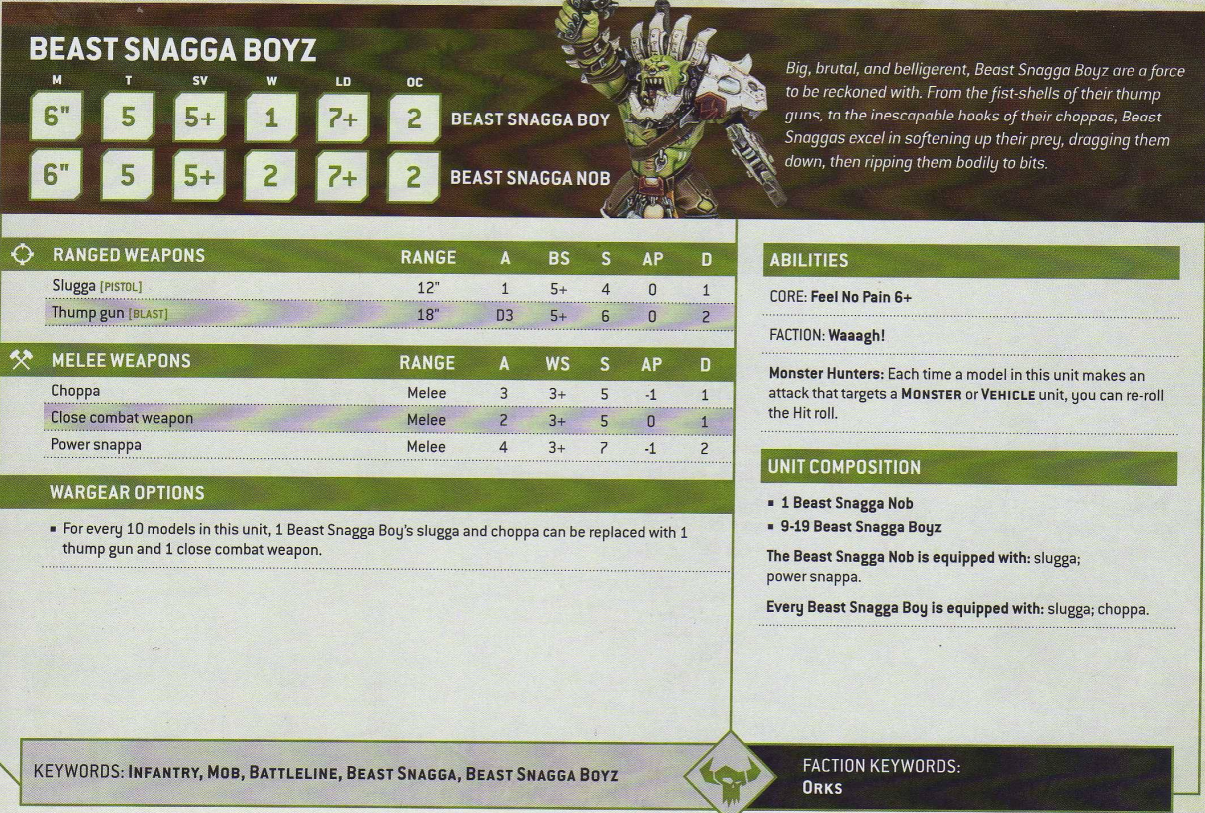 BEAST SNAGGA BOYZ
M T SV W LD OC
6" 5 5+ 1 7+ 2 BEAST SNAGGA BOY
6" 5 5+ 2 7+ 2 BEAST SNAGGA NOB
Big, brutal, and belligerent, Beast Snagga Boyz are a force
to be reckoned with. From the fist-shells of their thump
guns, to the inescapable hooks of their choppas, Beast
Snaggas excel in softening up their prey, dragging them
down, then ripping them bodily to bits.
RANGED WEAPONS RANGE A BS S AP D
Slugga [PISTOL] 12" 1 5+ 4 0 1
Thump gun [BLAST] 18" D3 5+ 6 0 2
MELEE WEAPONS RANGE A WS S AP D
Choppa Melee 3 3+ 5 -1 1
Close combat weapon Melee 2 3+ 5 0 1
Power snappa Melee 4 3+ 7 -1 2
WARGEAR OPTIONS
▪ For every 10 models in this unit, 1 Beast Snagga Boy's slugga and choppa can be replaced with 1
thump gun and 1 close combat weapon.
ABILITIES
CORE: Feel No Pain 6+
FACTION: Waaagh!
Monster Hunters: Each time a model in this unit makes an
attack that targets a MONSTER or VEHICLE unit, you can re-roll
the Hit roll.
UNIT COMPOSITION
▪ 1 Beast Snagga Nob
▪ 9-19 Beast Snagga Boyz
The Beast Snagga Nob is equipped with: slugga;
power snappa.
Every Beast Snagga Boy is equipped with: slugga; choppa.
KEYWORDS: INFANTRY, MOB, BATTLELINE, BEAST SNAGGA, BEAST SNAGGA BOYZ
FACTION KEYWORDS:
ORKS